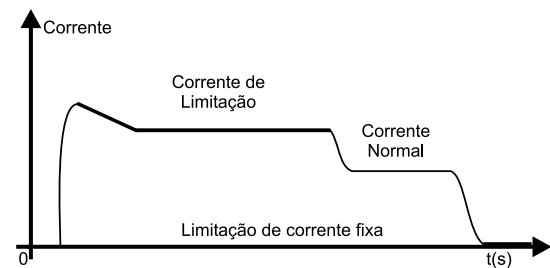 Corrente
Corrente de
Limitação
Corrente
Normal
Limitação de corrente fixa
0
t(s)